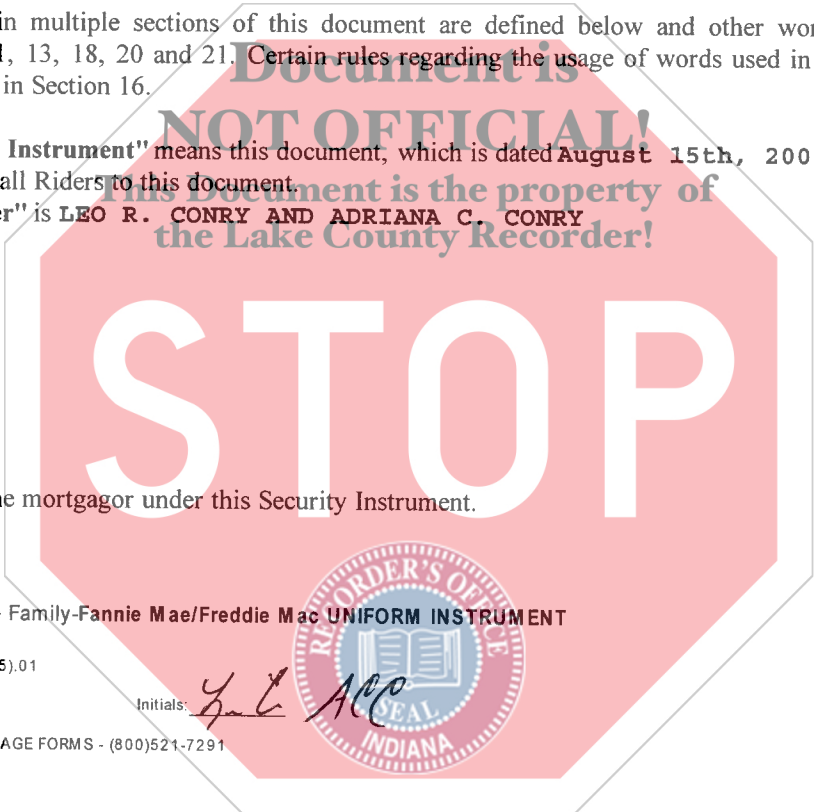 in multiple sections of this document are defined below and other wor
, 13, 18, 20 and 21. Certain rules regarding the usage of words used in
in Section 16.
Document is
NOT OFFICIAL!
Instrument" means this document, which is dated August 15th, 200
all Riders to this document.
This Document is the property of
r" is LEO R. CONRY AND ADRIANA C. CONRY
the Lake County Recorder!
STOP
e mortgagor under this Security Instrument.
Family-Fannie Mae/Freddie Mac UNIFORM INSTRUMENT
5).01
Initials: ACC
AGE FORMS - (800)521-7291
RECORDER'S OFFICE
SEAL
INDIANA